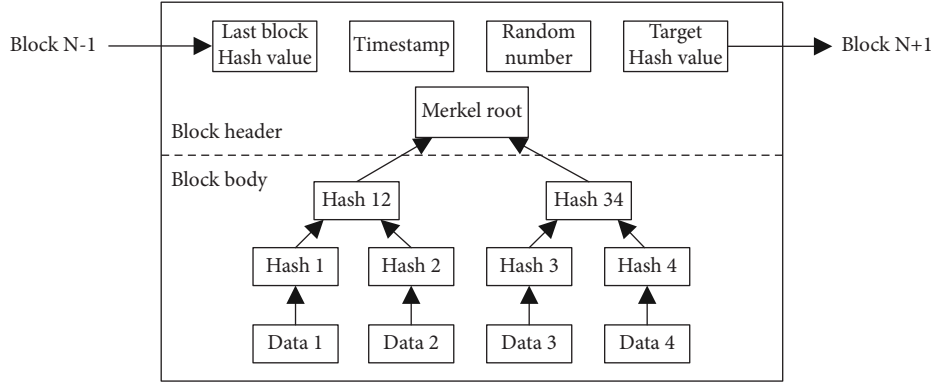 Block N-1
Last block
Hash value
Timestamp
Random
number
Target
Hash value
Block N+1
Merkel root
Block header
Block body
Hash 12
Hash 34
Hash 1
Hash 2
Hash 3
Hash 4
Data 1
Data 2
Data 3
Data 4